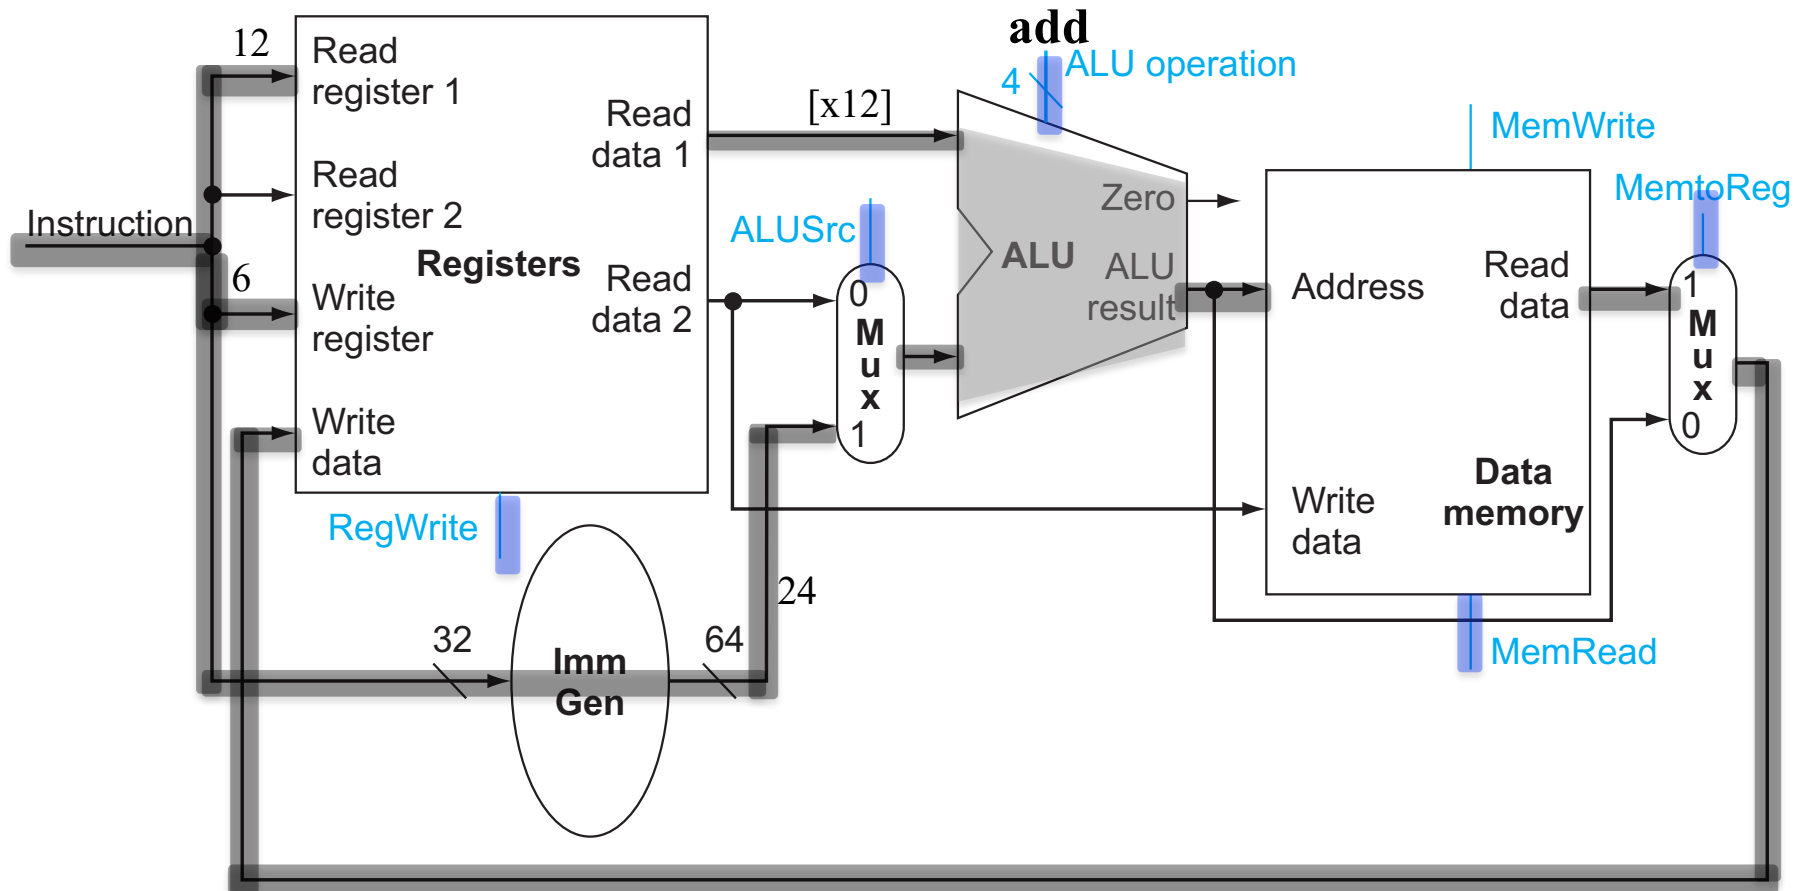 add
12
Read
register 1
4
ALU operation
[x12]
Read
data 1
MemWrite
Read
register 2
Zero
MemtoReg
Instruction
ALUSrc
Registers
ALU
ALU
result
6
Write
register
Read
data 2
0
M
u
x
1
Address
Read
data
1
M
u
x
0
Write
data
Data
memory
Write
data
RegWrite
24
32
64
Imm
Gen
MemRead